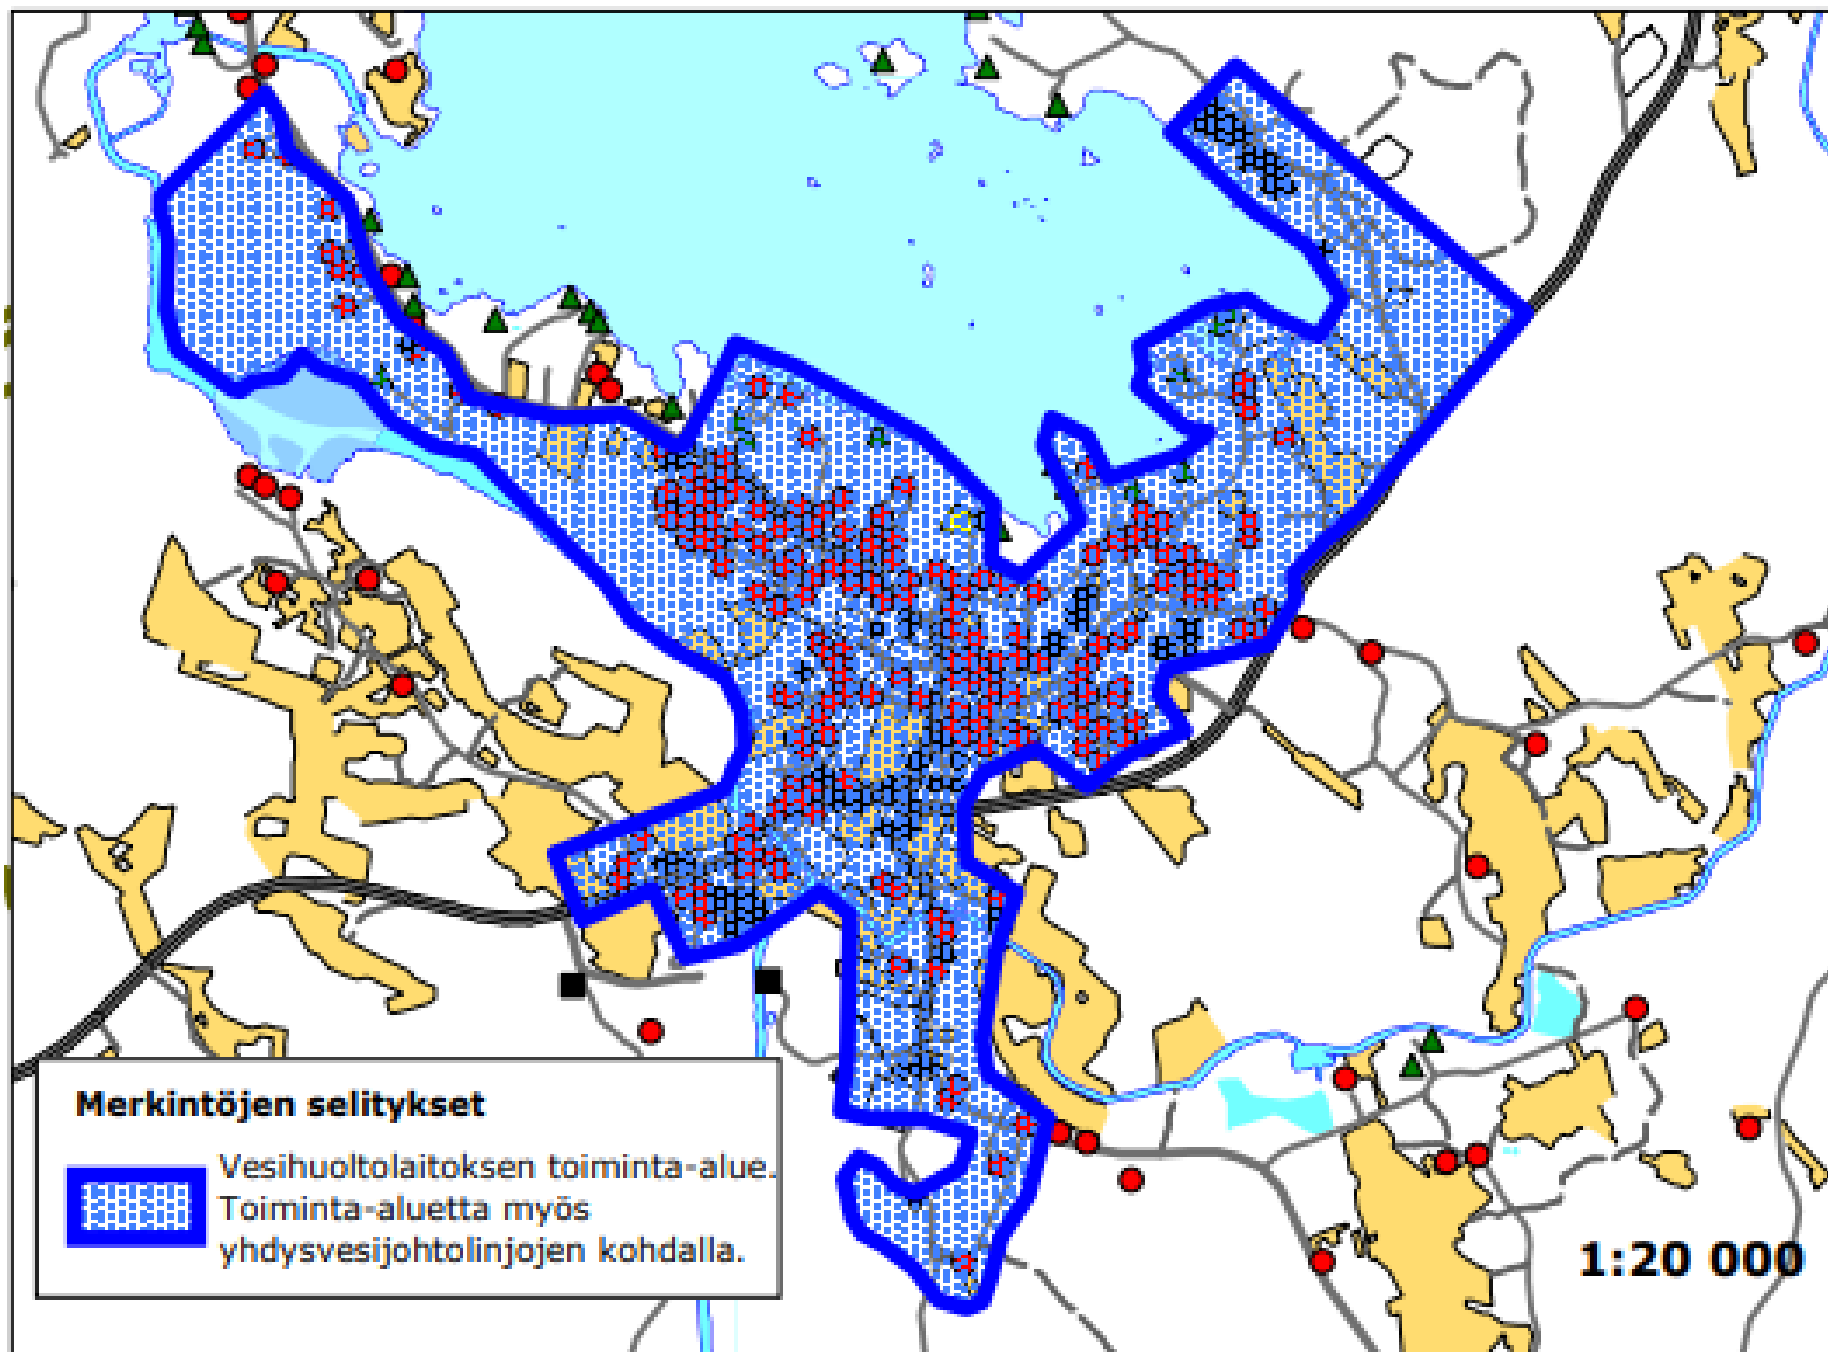 Merkintöjen selitykset
Vesihuoltolaitoksen toiminta-alue.
Toiminta-aluetta myös
yhdysvesijohtolinjojen kohdalla.
1:20 000